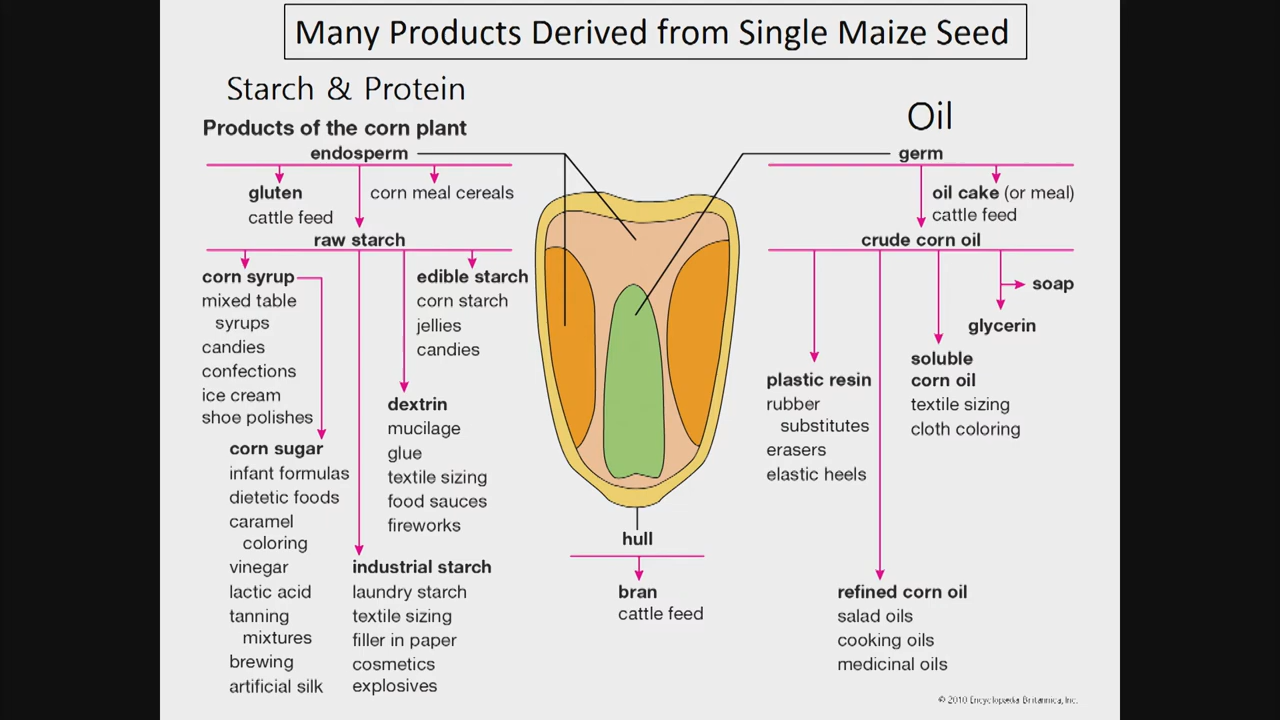 Many Products Derived from Single Maize Seed
Starch & Protein
Oil
Products of the corn plant
endosperm
gluten
cattle feed
corn meal cereals
raw starch
corn syrup
mixed table
syrups
candies
confections
ice cream
shoe polishes
corn sugar
infant formulas
dietetic foods
caramel
coloring
vinegar
lactic acid
tanning
mixtures
brewing
artificial silk
edible starch
corn starch
jellies
candies
dextrin
mucilage
glue
textile sizing
food sauces
fireworks
industrial starch
laundry starch
textile sizing
filler in paper
cosmetics
explosives
hull
bran
cattle feed
germ
oil cake (or meal)
cattle feed
crude corn oil
soap
glycerin
soluble
corn oil
textile sizing
cloth coloring
plastic resin
rubber
substitutes
erasers
elastic heels
refined corn oil
salad oils
cooking oils
medicinal oils
© 2010 Encyclopædia Britannica, Inc.